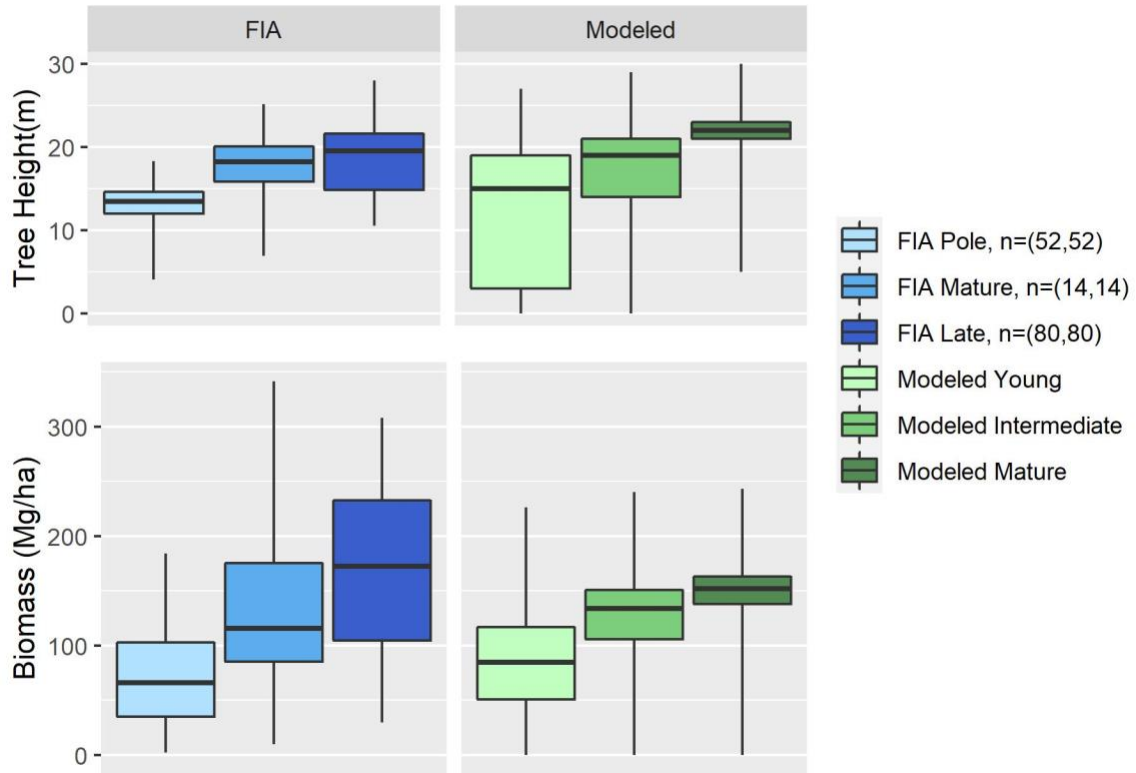 FIA
Modeled
Tree Height(m)
30
20
10
0
Biomass (Mg/ha)
300
200
100
0
FIA Pole, n=(52,52)
FIA Mature, n=(14,14)
FIA Late, n=(80,80)
Modeled Young
Modeled Intermediate
Modeled Mature